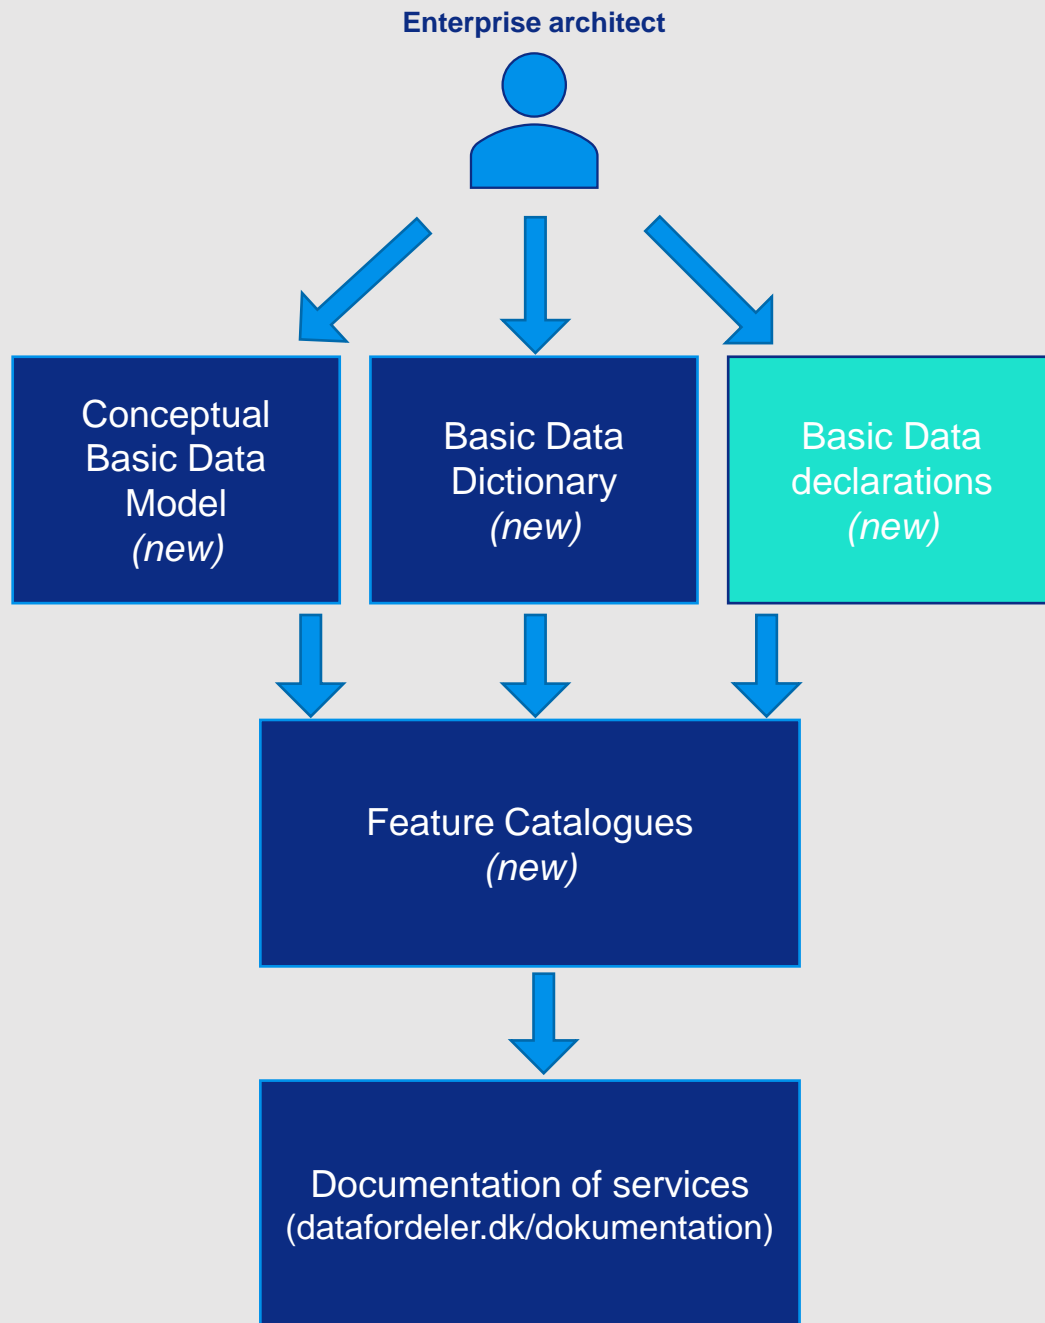 Enterprise architect
Conceptual
Basic Data
Model
(new)
Basic Data
Dictionary
(new)
Basic Data
declarations
(new)
Feature Catalogues
(new)
Documentation of services
(datafordeler.dk/dokumentation)